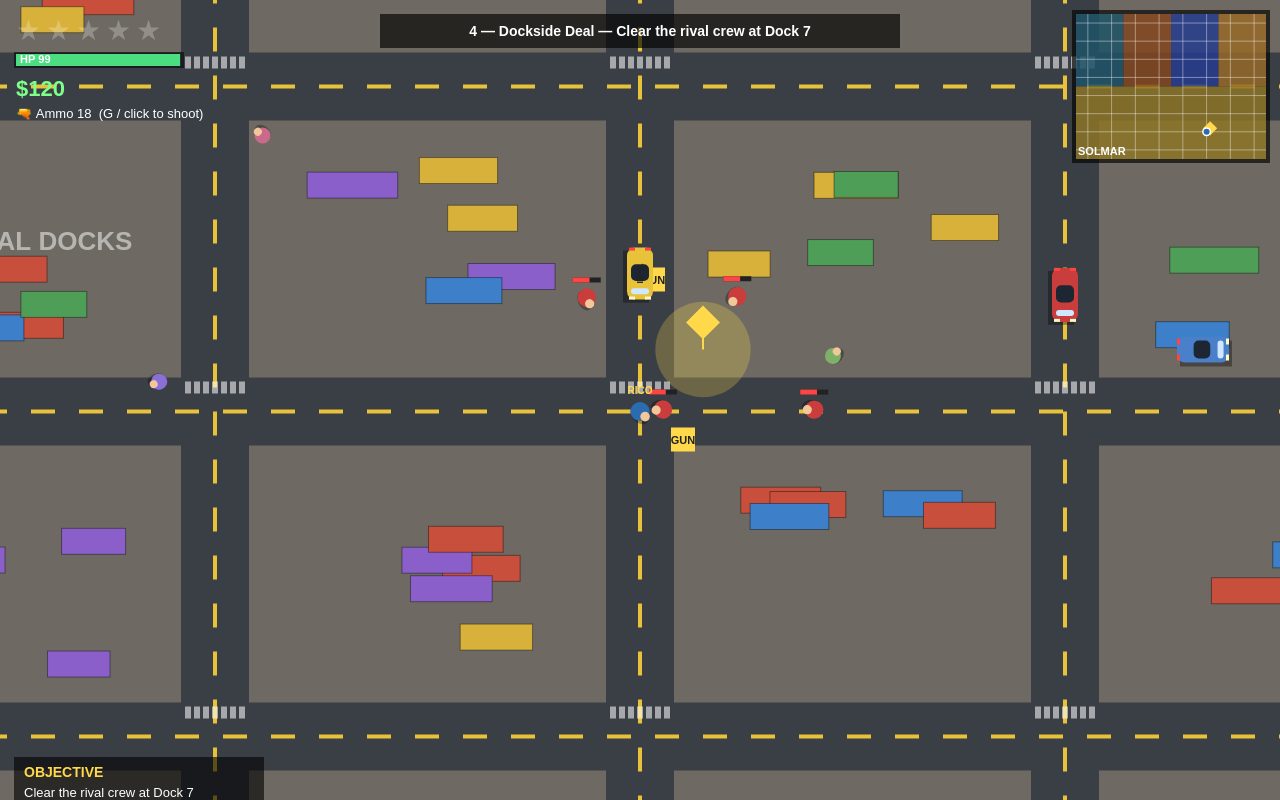 4 — Dockside Deal — Clear the rival crew at Dock 7
HP 99
$120
Ammo 18 (G / click to shoot)
SOLMAR
AL DOCKS
RICO
GUN
OBJECTIVE
Clear the rival crew at Dock 7